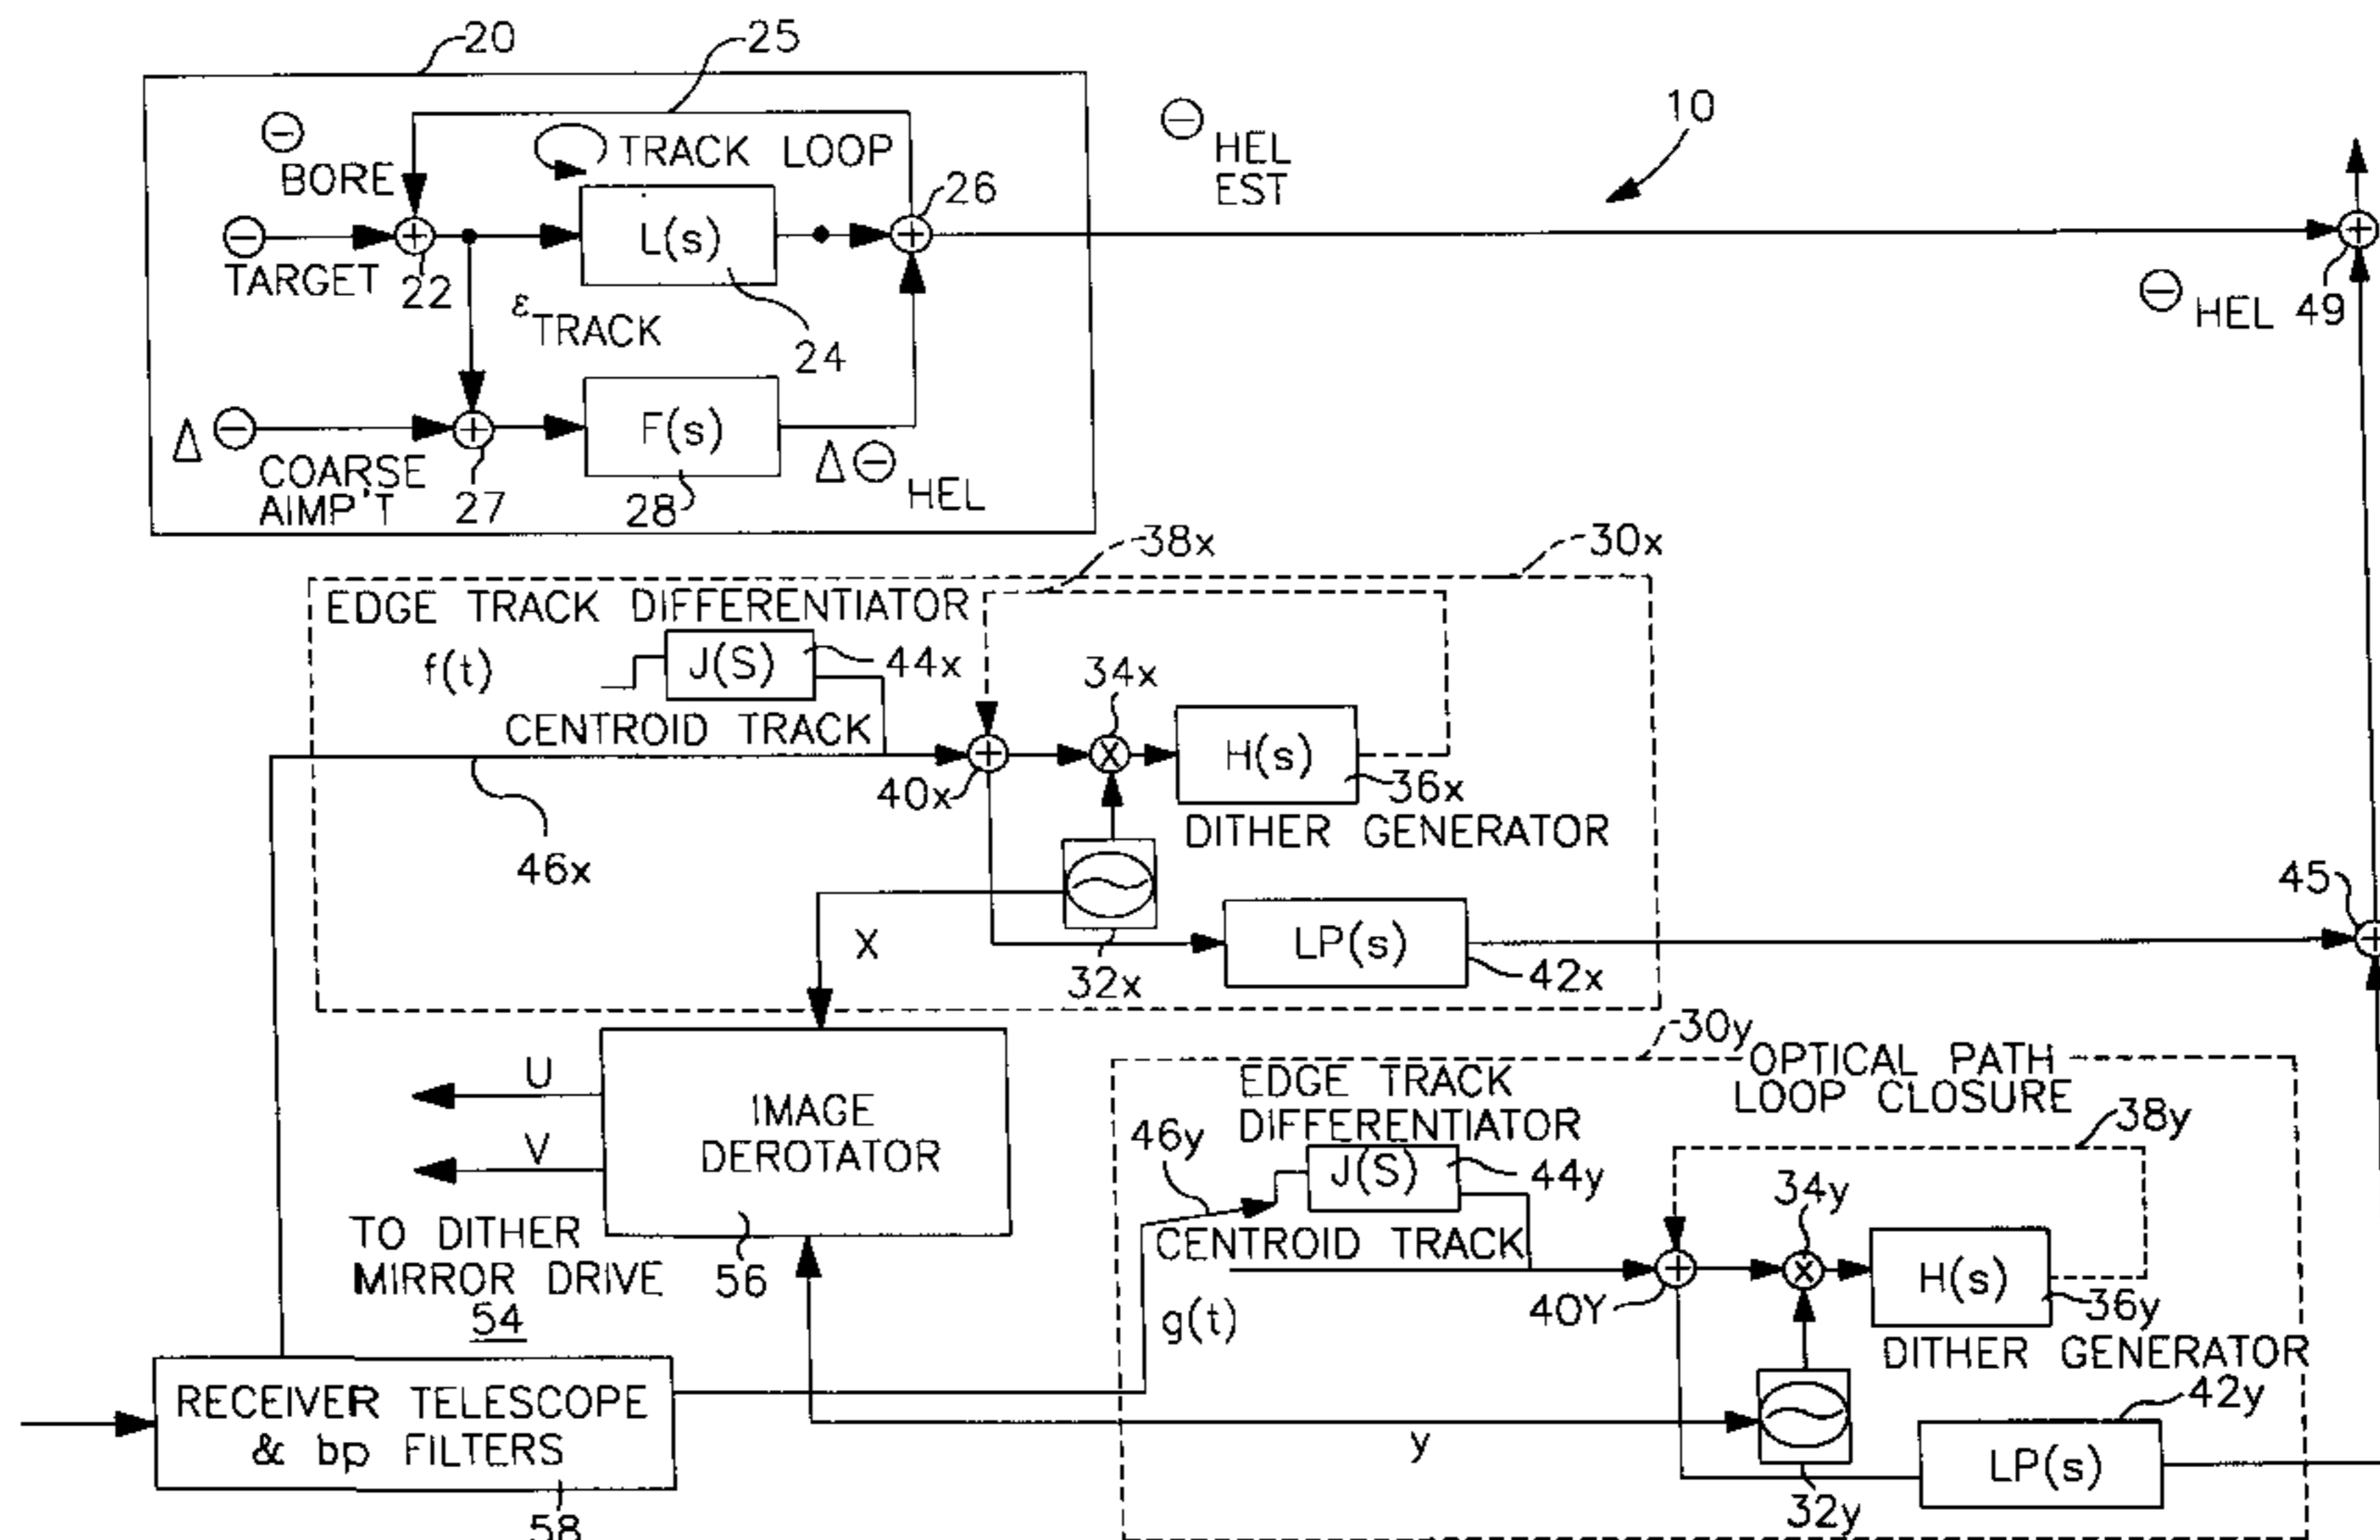 20
25
10
Θ
BORE
TRACK LOOP
Θ
HEL
EST
26
Θ
TARGET
22
+
L(s)
+
+
49
Θ
HEL
ε
TRACK
24
Δ Θ
COARSE
AIMP'T
+
27
F(s)
28
Δ Θ
HEL
38x
30x
EDGE TRACK DIFFERENTIATOR
f(t)
J(S)
44x
34x
CENTROID TRACK
+
X
H(s)
40x
36x
DITHER GENERATOR
46x
45
+
X
LP(s)
32x
42x
30y
U
V
IMAGE
DEROTATOR
OPTICAL PATH
LOOP CLOSURE
EDGE TRACK
DIFFERENTIATOR
38y
46y
J(S)
44y
34y
TO DITHER
MIRROR DRIVE
54
56
CENTROID TRACK
+
X
H(s)
40Y
36y
g(t)
DITHER GENERATOR
RECEIVER TELESCOPE
& bp FILTERS
58
42y
y
LP(s)
32y